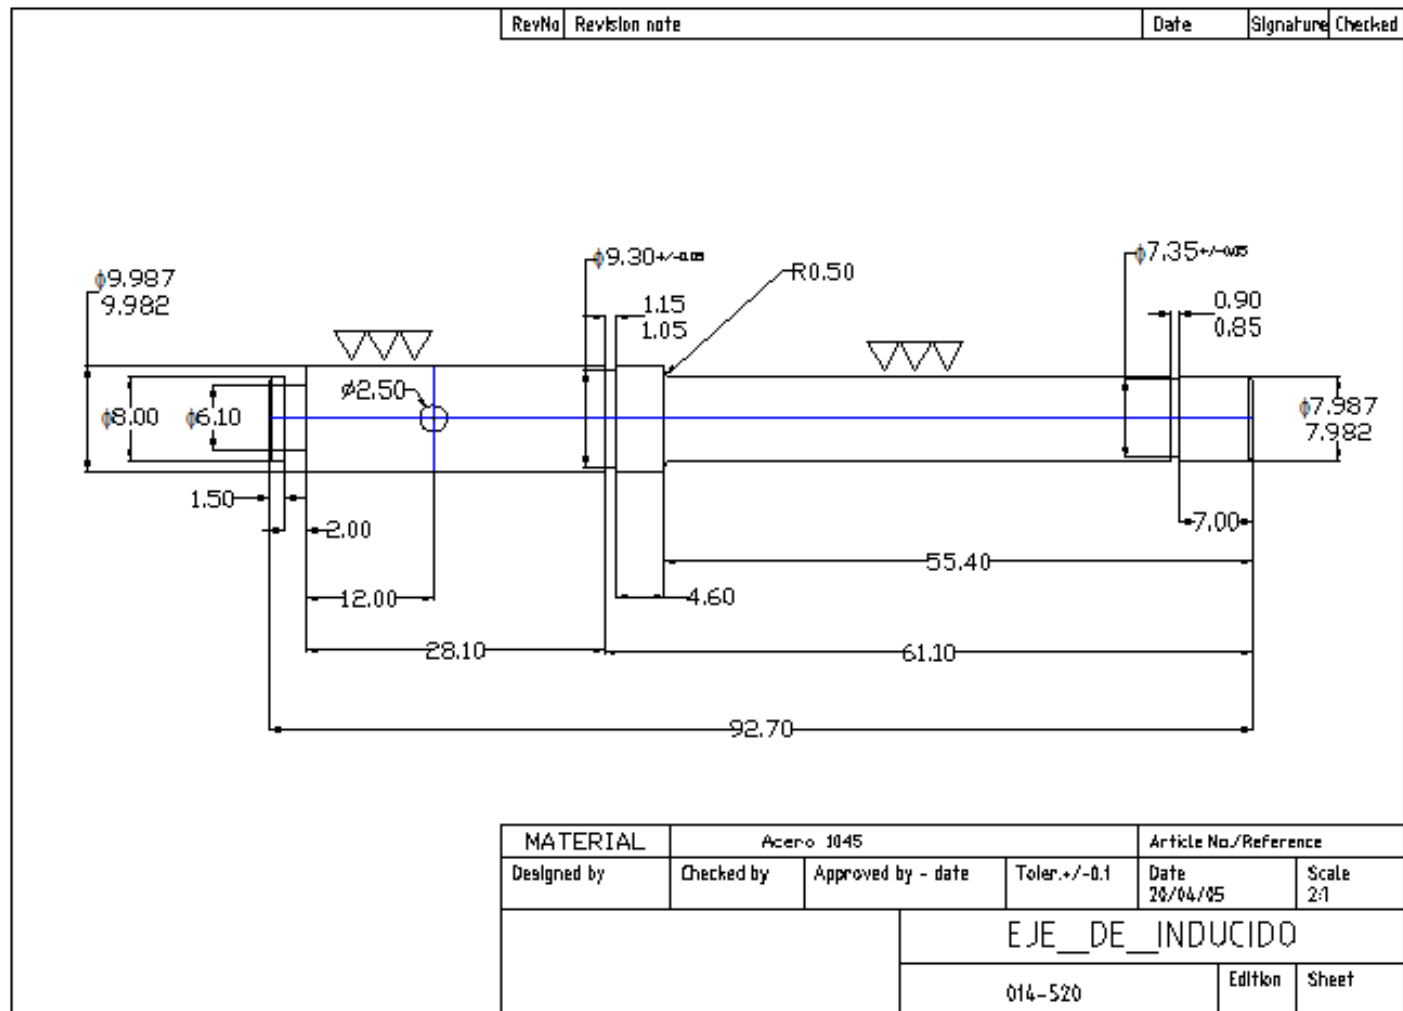 RevNo Revision note Date Signature Checked
ϕ9.987
9.982
ϕ9.30+/-0.05
R0.50
ϕ7.35+/-0.05
1.15
1.05
0.90
0.85
ϕ8.00
ϕ6.10
ϕ2.50
ϕ7.987
7.982
1.50
2.00
7.00
55.40
12.00
4.60
28.10
61.10
92.70
MATERIAL Acero 1045 Article No./Reference
Designed by Checked by Approved by - date Toler.+/-0.1 Date Scale
20/04/05 2:1
EJE__DE__INDUCIDO
014-520 Edition Sheet